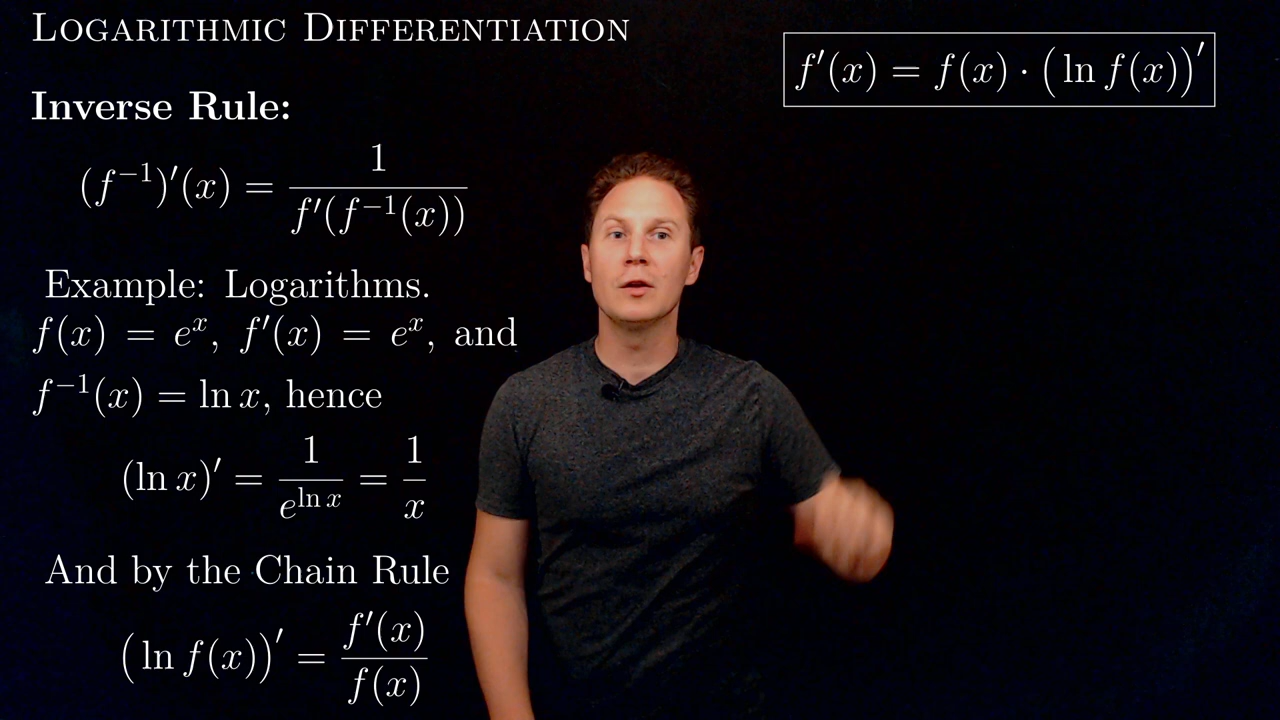 LOGARITHMIC DIFFERENTIATION
f′(x) = f(x) · (ln f(x))′
Inverse Rule:
(f⁻¹)′(x) = 1 / f′(f⁻¹(x))
Example: Logarithms.
f(x) = eˣ, f′(x) = eˣ, and
f⁻¹(x) = ln x, hence
(ln x)′ = 1 / e^{ln x} = 1 / x
And by the Chain Rule
(ln f(x))′ = f′(x) / f(x)